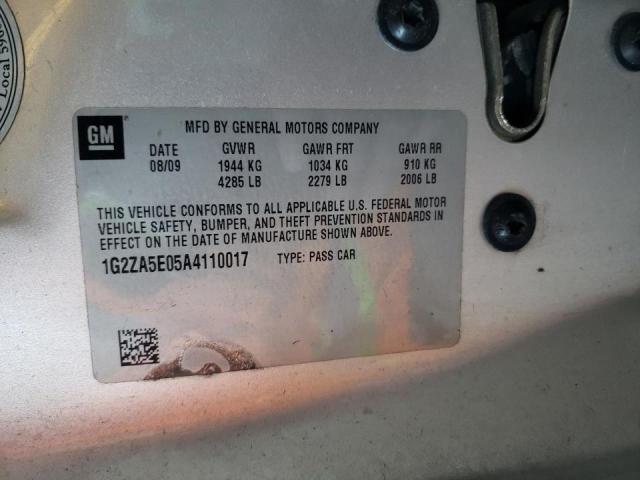 Local 5960
GM
MFD BY GENERAL MOTORS COMPANY
DATE GVWR GAWR FRT GAWR RR
08/09 1944 KG 1034 KG 910 KG
4285 LB 2279 LB 2006 LB
THIS VEHICLE CONFORMS TO ALL APPLICABLE U.S. FEDERAL MOTOR
VEHICLE SAFETY, BUMPER, AND THEFT PREVENTION STANDARDS IN
EFFECT ON THE DATE OF MANUFACTURE SHOWN ABOVE.
1G2ZA5E05A4110017 TYPE: PASS CAR